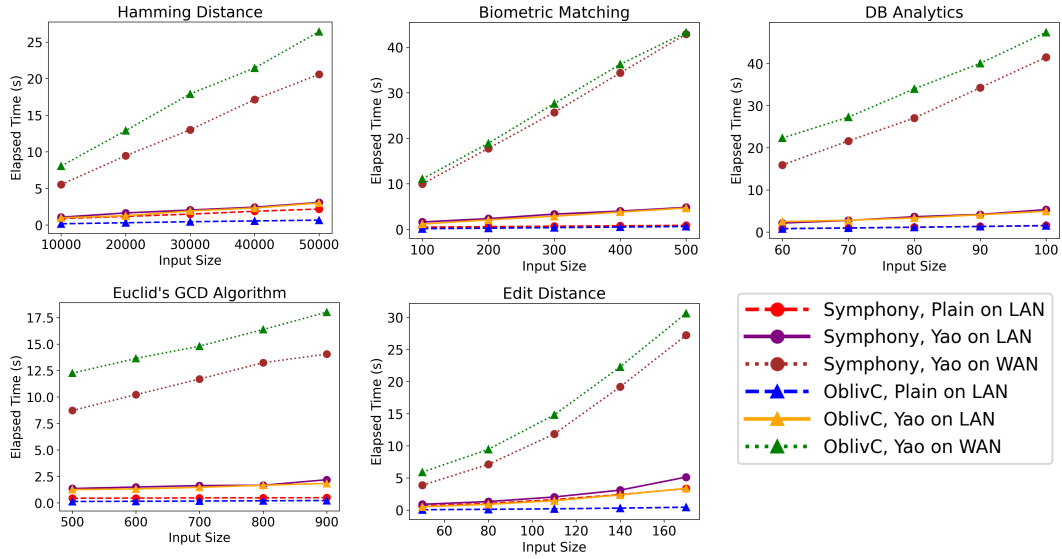 Hamming Distance
Elapsed Time (s)
25
20
15
10
5
0
10000 20000 30000 40000 50000
Input Size
Biometric Matching
Elapsed Time (s)
40
30
20
10
0
100 200 300 400 500
Input Size
DB Analytics
Elapsed Time (s)
40
30
20
10
0
60 70 80 90 100
Input Size
Euclid's GCD Algorithm
Elapsed Time (s)
17.5
15.0
12.5
10.0
7.5
5.0
2.5
0.0
500 600 700 800 900
Input Size
Edit Distance
Elapsed Time (s)
30
25
20
15
10
5
0
60 80 100 120 140 160
Input Size
Symphony, Plain on LAN
Symphony, Yao on LAN
Symphony, Yao on WAN
OblivC, Plain on LAN
OblivC, Yao on LAN
OblivC, Yao on WAN